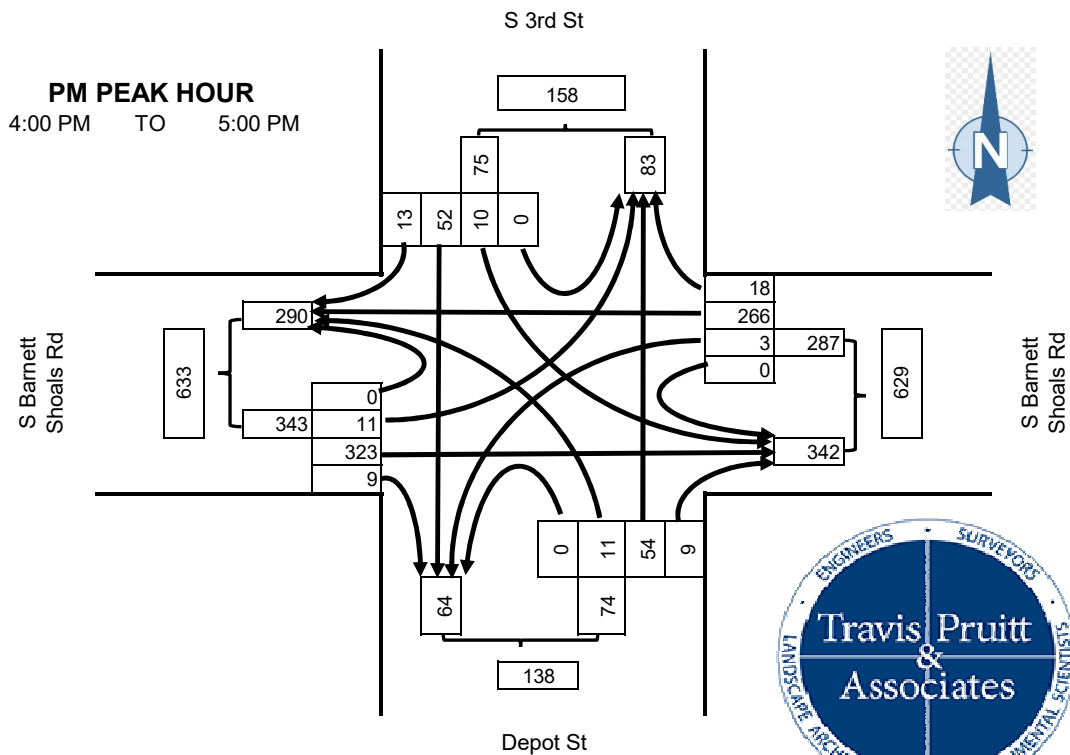 S 3rd St
PM PEAK HOUR
4:00 PM TO 5:00 PM
158
75
83
13
52
10
0
N
18
266
3
287
0
290
633
0
343
11
323
9
S Barnett
Shoals Rd
629
342
S Barnett
Shoals Rd
0
11
54
9
64
74
138
Depot St
ENGINEERS · SURVEYORS
Travis Pruitt
&
Associates
LANDSCAPE